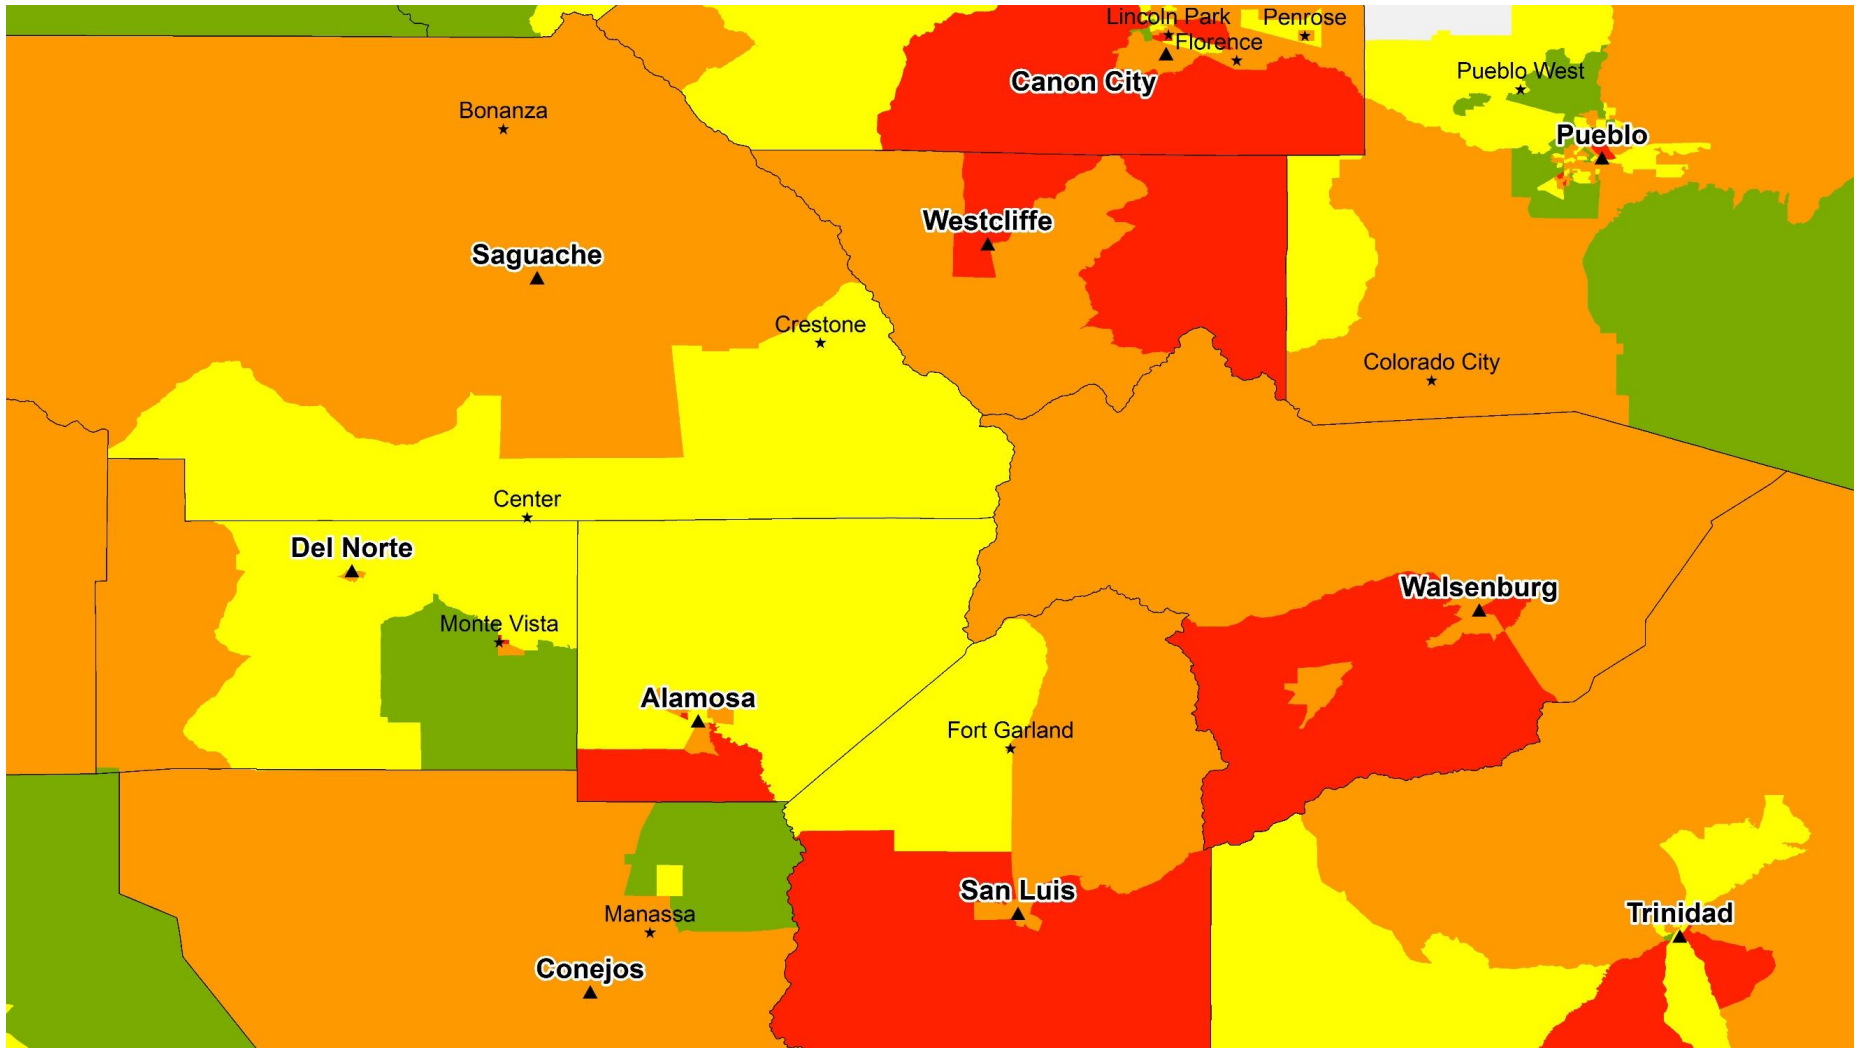 Lincoln Park
Penrose
Florence
Canon City
Pueblo West
Bonanza
Pueblo
Westcliffe
Saguache
Crestone
Colorado City
Center
Del Norte
Walsenburg
Monte Vista
Alamosa
Fort Garland
San Luis
Manassa
Trinidad
Conejos